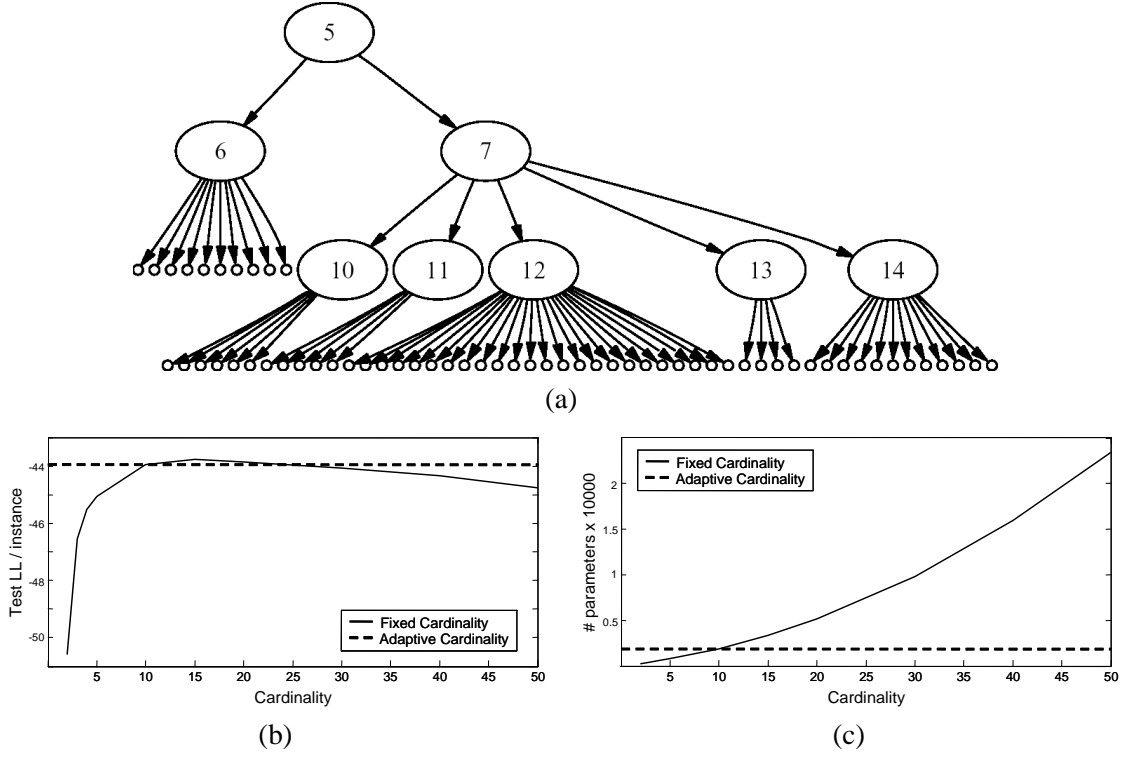 5
6
7
10
11
12
13
14
(a)
Test LL / instance
-44
-46
-48
-50
Fixed Cardinality
Adaptive Cardinality
5 10 15 20 25 30 35 40 45 50
Cardinality
(b)
# parameters x 10000
2
1.5
1
0.5
Fixed Cardinality
Adaptive Cardinality
5 10 15 20 25 30 35 40 45 50
Cardinality
(c)